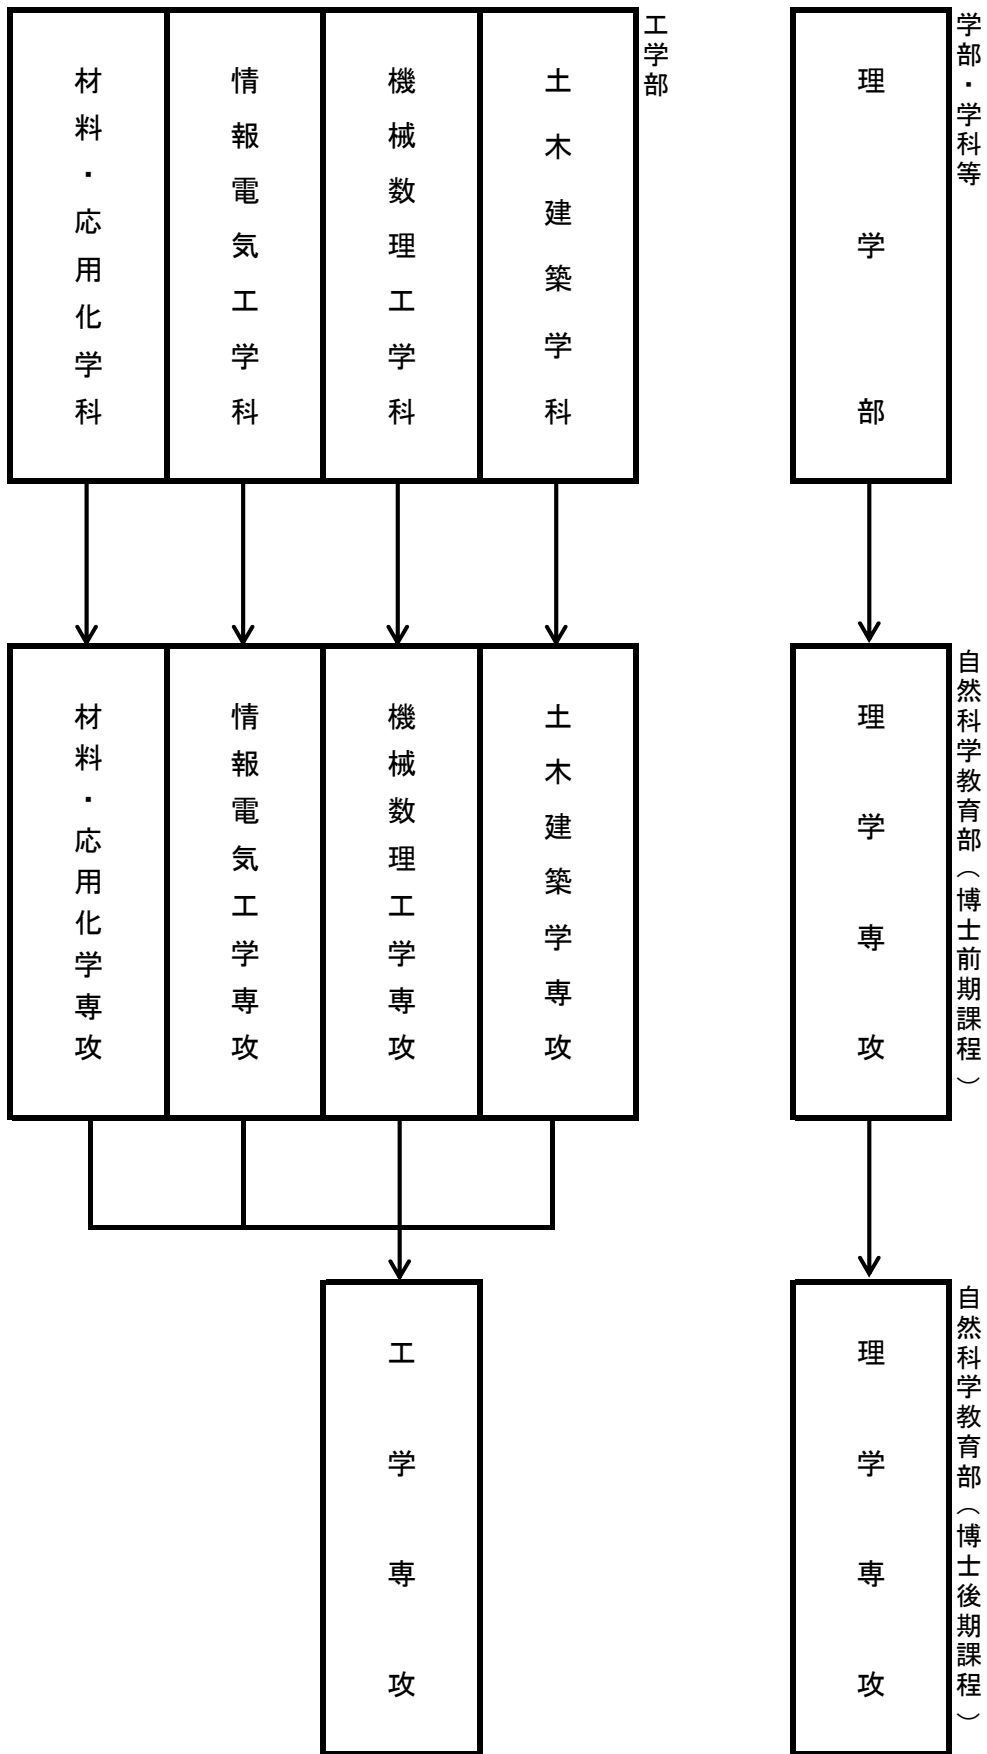 学部・学科等
理学部
工学部
土木建築学科
機械数理工学科
情報電気工学科
材料・応用化学科
自然科学教育部（博士前期課程）
理学専攻
土木建築学専攻
機械数理工学専攻
情報電気工学専攻
材料・応用化学専攻
自然科学教育部（博士後期課程）
理学専攻
工学専攻